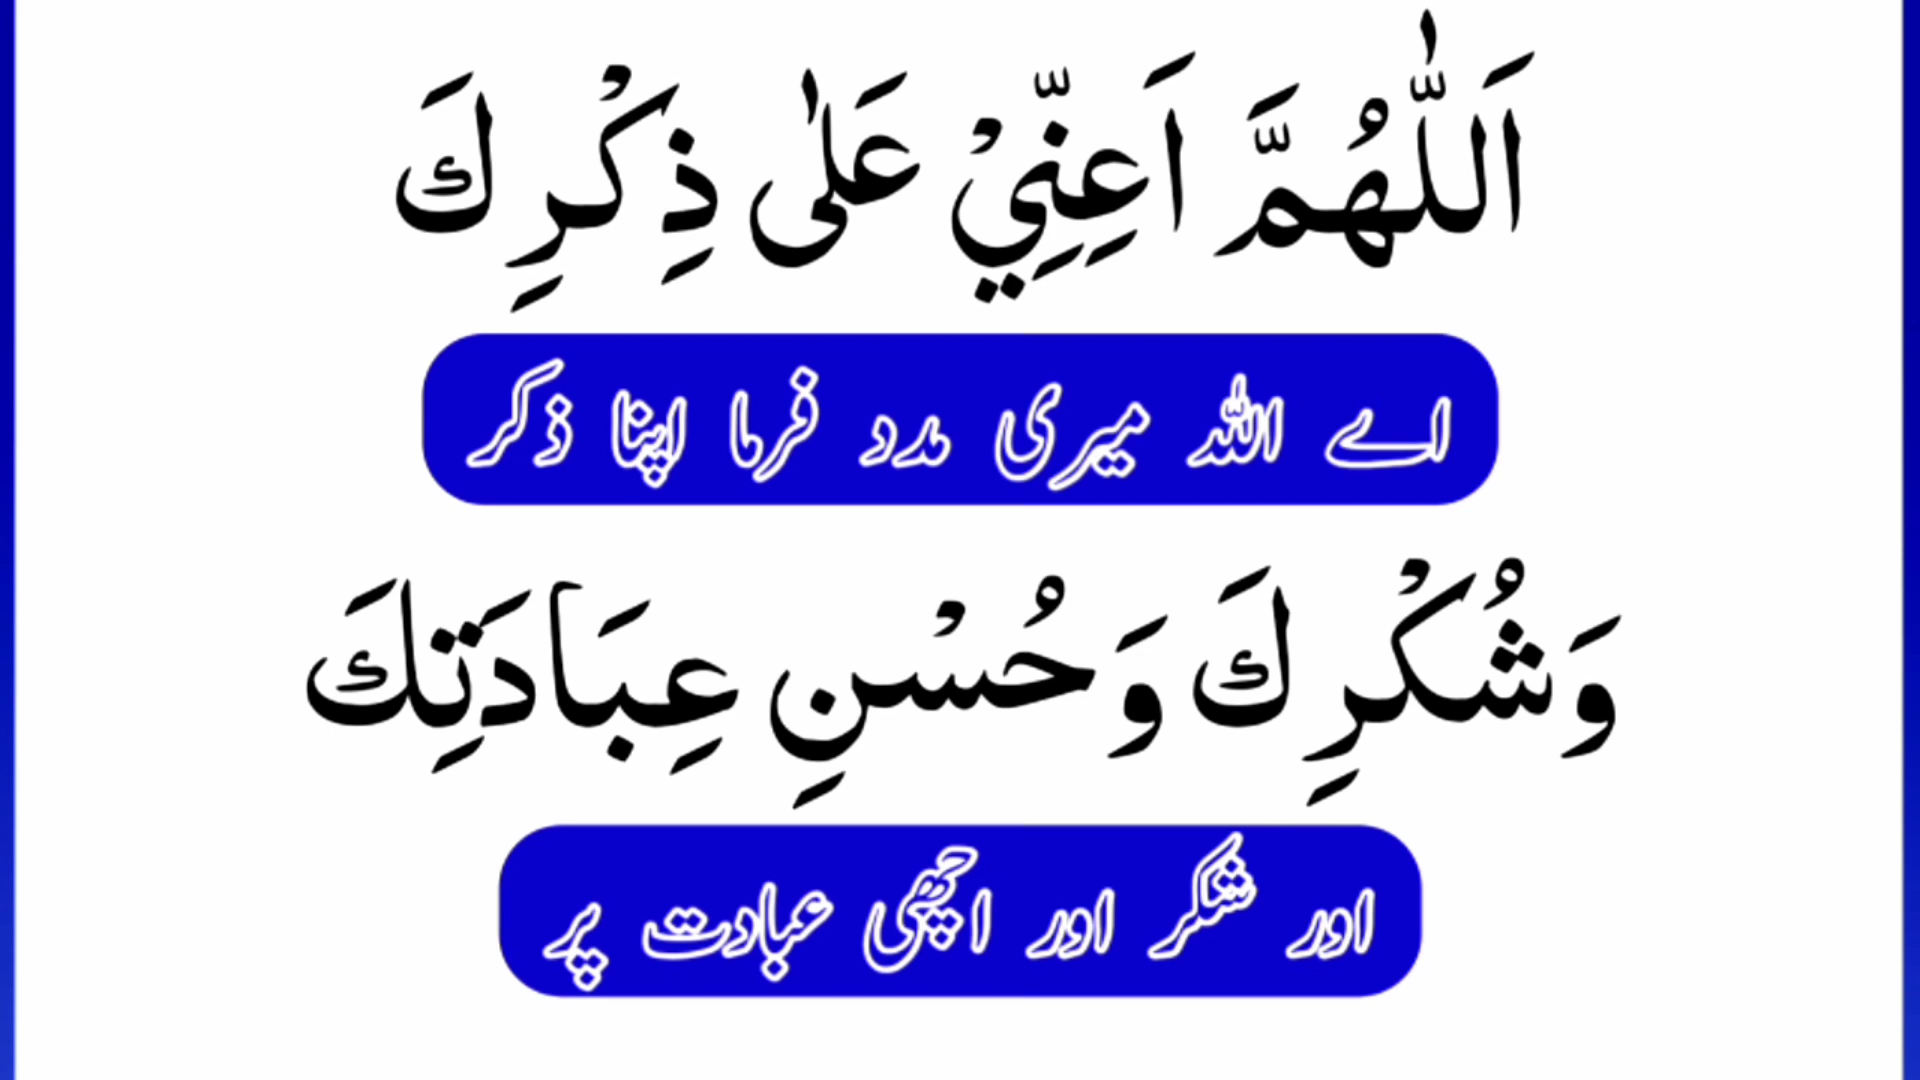 اَللّٰهُمَّ اَعِنِّيْ عَلٰى ذِكْرِكَ
اے اللہ میری مدد فرما اپنا ذکر
وَشُكْرِكَ وَحُسْنِ عِبَادَتِكَ
اور شکر اور اچھی عبادت پر